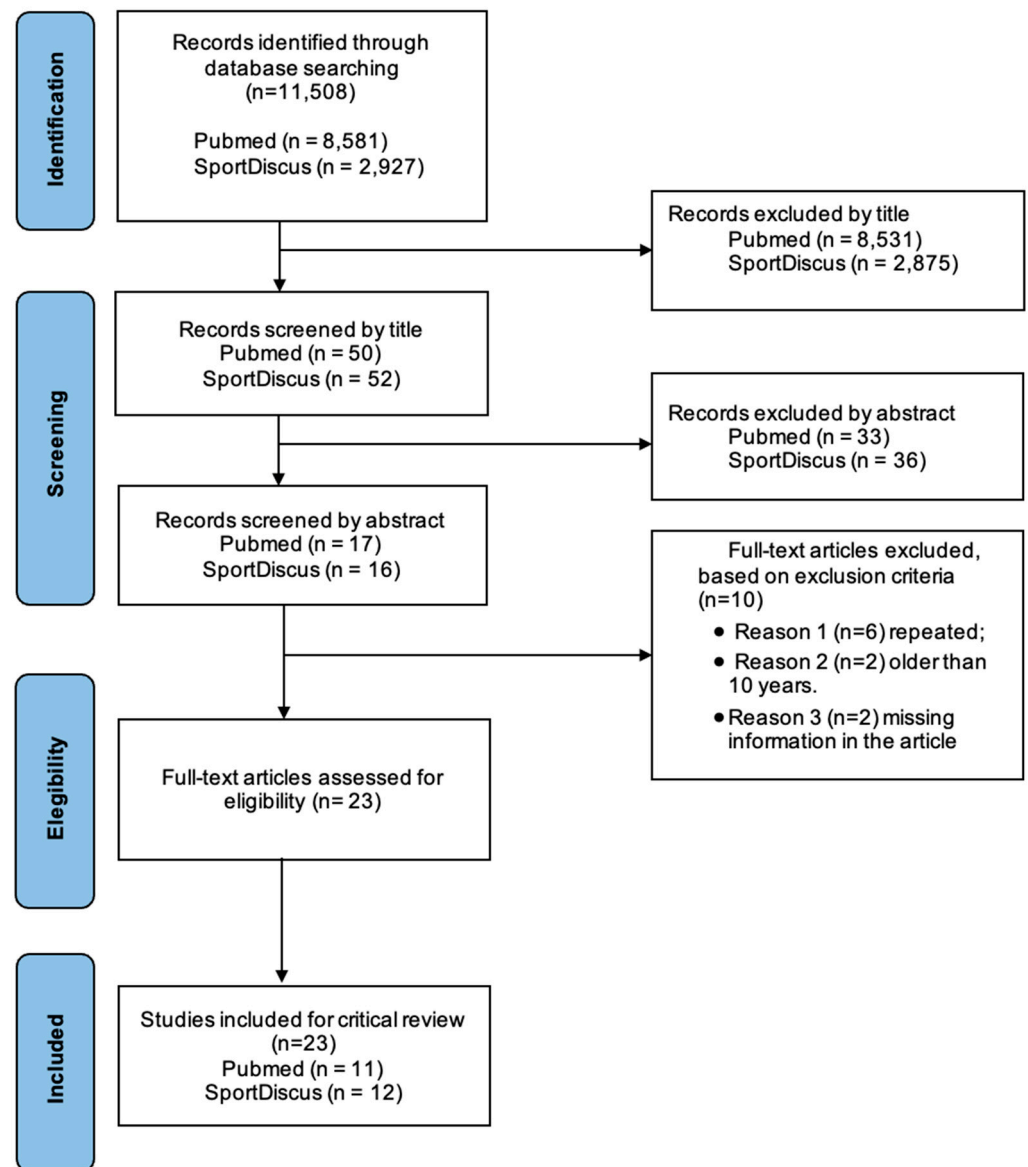 Identification
Records identified through
database searching
(n=11,508)
Pubmed (n = 8,581)
SportDiscus (n = 2,927)
Records excluded by title
Pubmed (n = 8,531)
SportDiscus (n = 2,875)
Screening
Records screened by title
Pubmed (n = 50)
SportDiscus (n = 52)
Records excluded by abstract
Pubmed (n = 33)
SportDiscus (n = 36)
Records screened by abstract
Pubmed (n = 17)
SportDiscus (n = 16)
Full-text articles excluded,
based on exclusion criteria
(n=10)
• Reason 1 (n=6) repeated;
• Reason 2 (n=2) older than
10 years.
• Reason 3 (n=2) missing
information in the article
Elegibility
Full-text articles assessed for
eligibility (n= 23)
Included
Studies included for critical review
(n=23)
Pubmed (n = 11)
SportDiscus (n = 12)